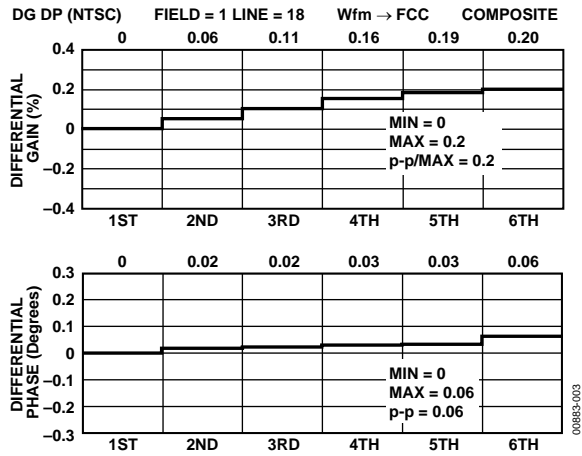 DG DP (NTSC) FIELD = 1 LINE = 18 Wfm → FCC COMPOSITE
0 0.06 0.11 0.16 0.19 0.20
DIFFERENTIAL
GAIN (%)
0.4
0.2
0
–0.2
–0.4
MIN = 0
MAX = 0.2
p-p/MAX = 0.2
1ST 2ND 3RD 4TH 5TH 6TH
0 0.02 0.02 0.03 0.03 0.06
DIFFERENTIAL
PHASE (Degrees)
0.3
0.2
0.1
0
–0.1
–0.2
–0.3
MIN = 0
MAX = 0.06
p-p = 0.06
1ST 2ND 3RD 4TH 5TH 6TH
00883-003